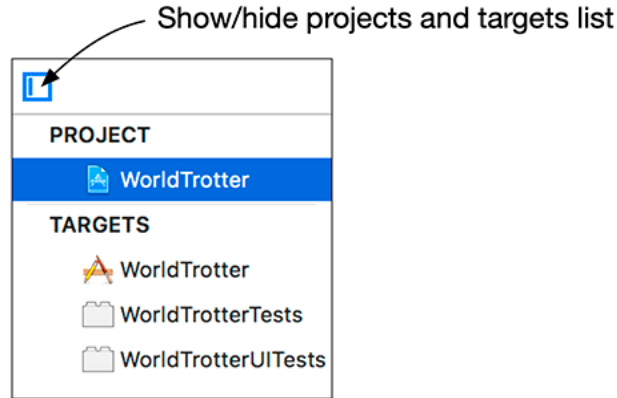 Show/hide projects and targets list
PROJECT
WorldTrotter
TARGETS
WorldTrotter
WorldTrotterTests
WorldTrotterUITests